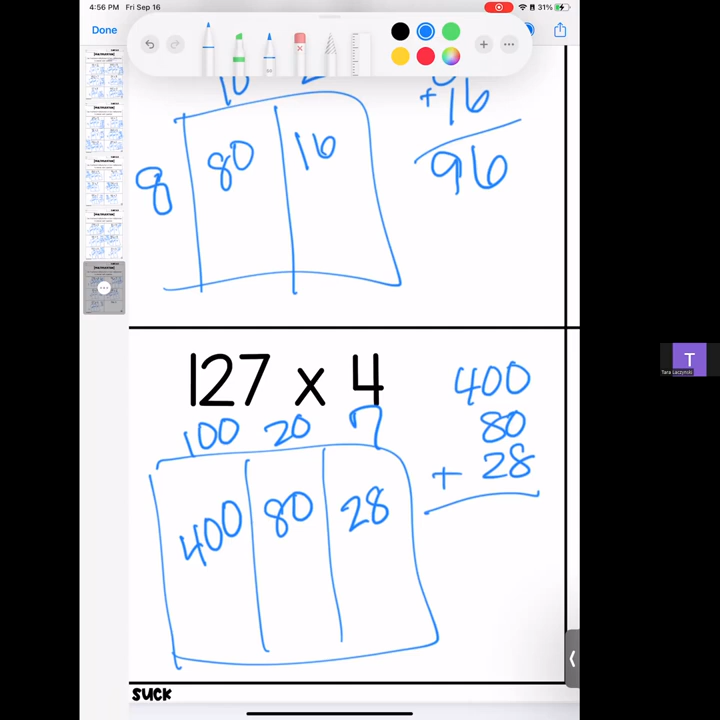 4:56 PM Fri Sep 16
31%
Done
10
+16
8 80 16
96
127 x 4
100 20 7
400 80 28
400
80
+ 28
T
Tara Laczynski
SUCK